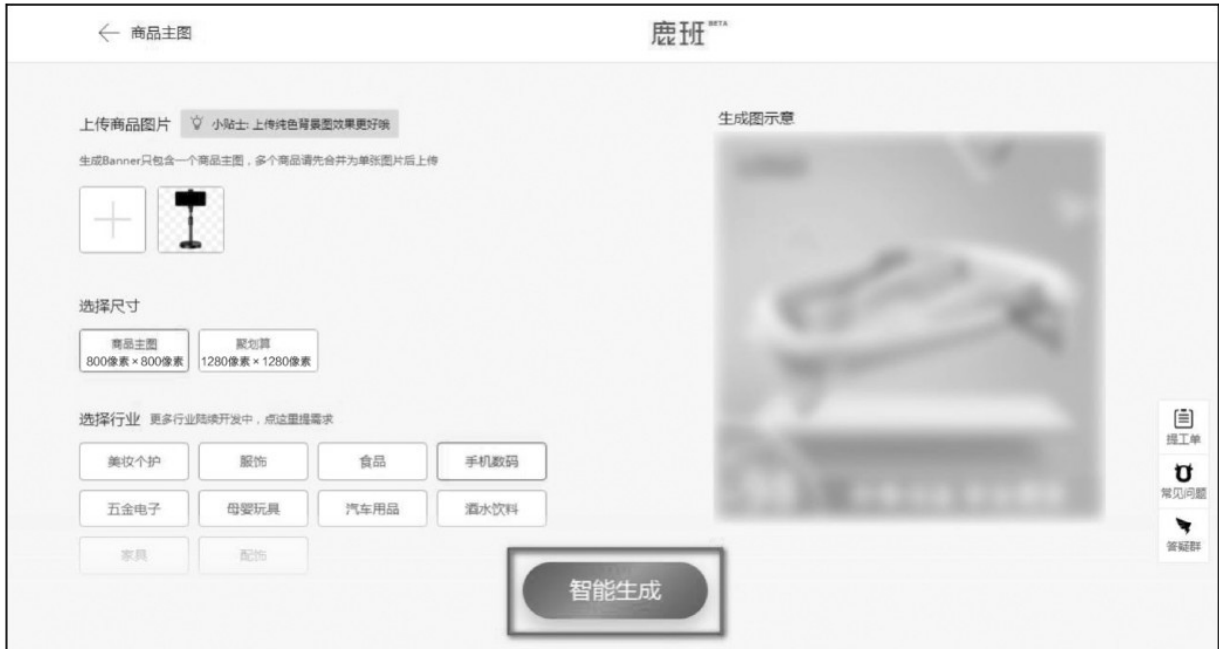 商品主图
鹿班 BETA
上传商品图片 小贴士: 上传纯色背景图效果更好哦
生成Banner只包含一个商品主图，多个商品请先合并为单张图片后上传
选择尺寸
商品主图
800像素×800像素
聚划算
1280像素×1280像素
选择行业 更多行业陆续开发中，点这里提需求
美妆个护 服饰 食品 手机数码
五金电子 母婴玩具 汽车用品 酒水饮料
家具 配饰
生成图示意
提工单
常见问题
答疑群
智能生成